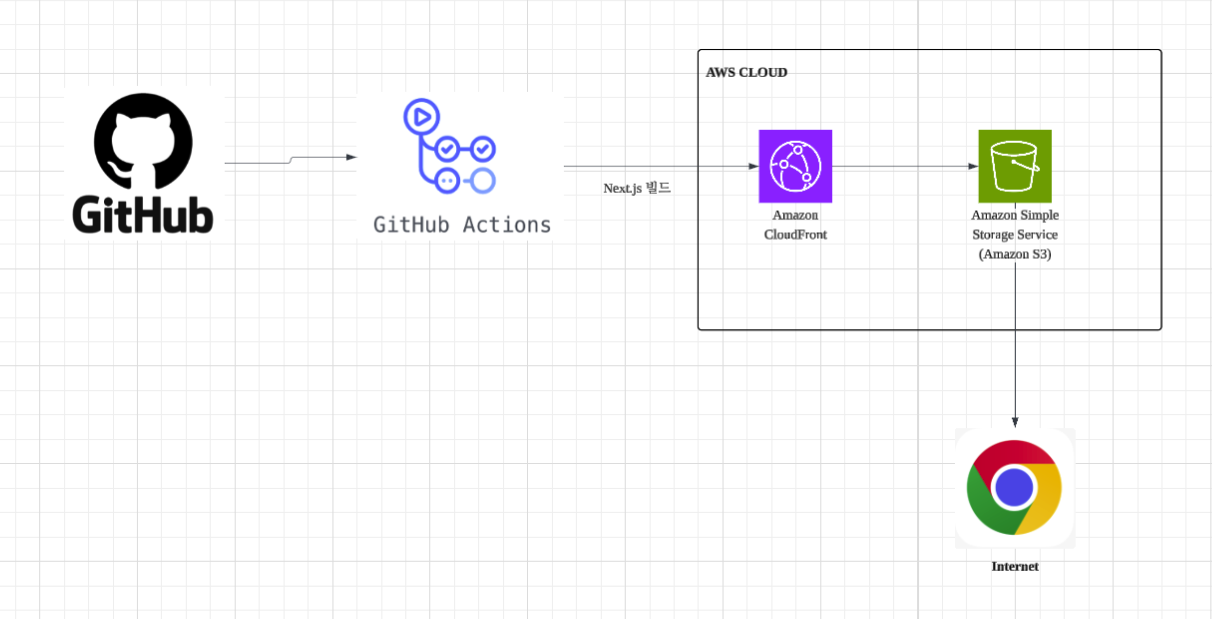 AWS CLOUD
GitHub
GitHub Actions
Next.js 빌드
Amazon
CloudFront
Amazon Simple
Storage Service
(Amazon S3)
Internet